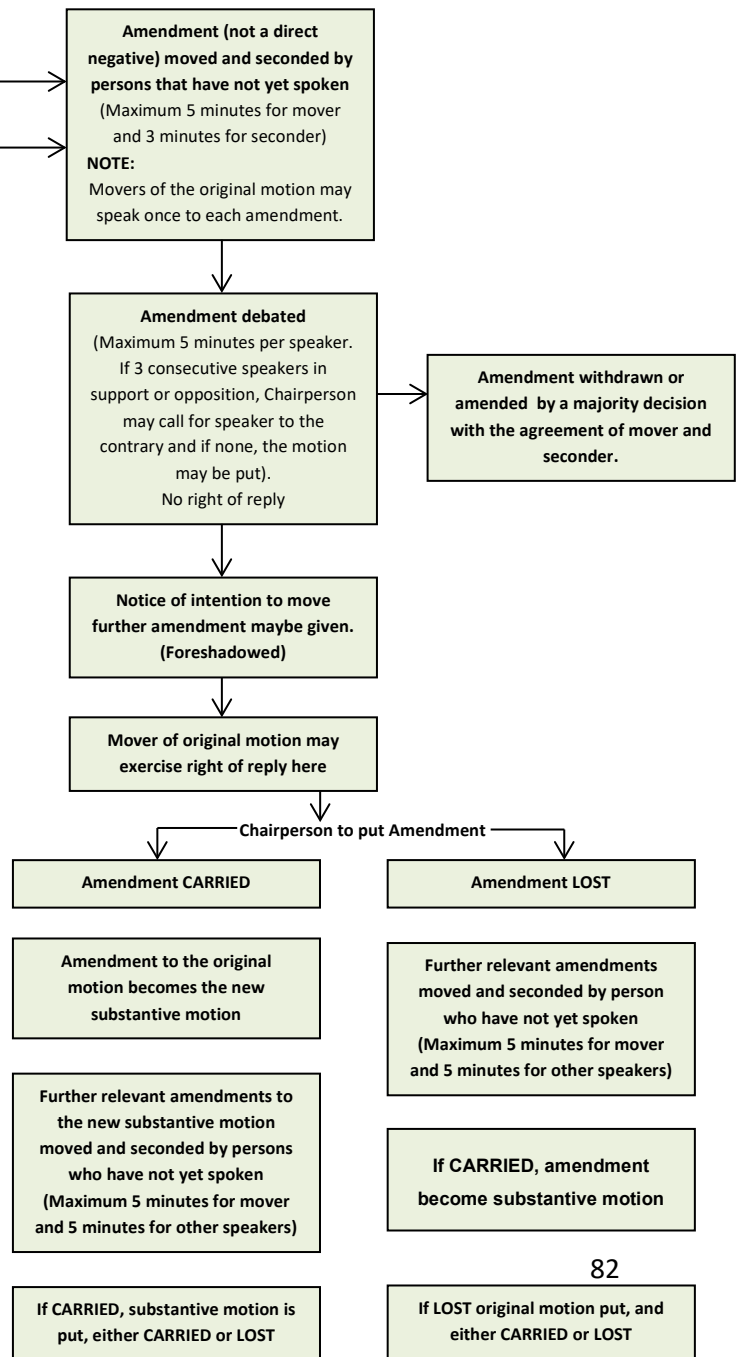 Amendment (not a direct
negative) moved and seconded by
persons that have not yet spoken
(Maximum 5 minutes for mover
and 3 minutes for seconder)
NOTE:
Movers of the original motion may
speak once to each amendment.
Amendment debated
(Maximum 5 minutes per speaker.
If 3 consecutive speakers in
support or opposition, Chairperson
may call for speaker to the
contrary and if none, the motion
may be put).
No right of reply
Amendment withdrawn or
amended by a majority decision
with the agreement of mover and
seconder.
Notice of intention to move
further amendment maybe given.
(Foreshadowed)
Mover of original motion may
exercise right of reply here
Chairperson to put Amendment
Amendment CARRIED
Amendment to the original
motion becomes the new
substantive motion
Further relevant amendments to
the new substantive motion
moved and seconded by persons
who have not yet spoken
(Maximum 5 minutes for mover
and 5 minutes for other speakers)
If CARRIED, substantive motion is
put, either CARRIED or LOST
Amendment LOST
Further relevant amendments
moved and seconded by person
who have not yet spoken
(Maximum 5 minutes for mover
and 5 minutes for other speakers)
If CARRIED, amendment
become substantive motion
82
If LOST original motion put, and
either CARRIED or LOST